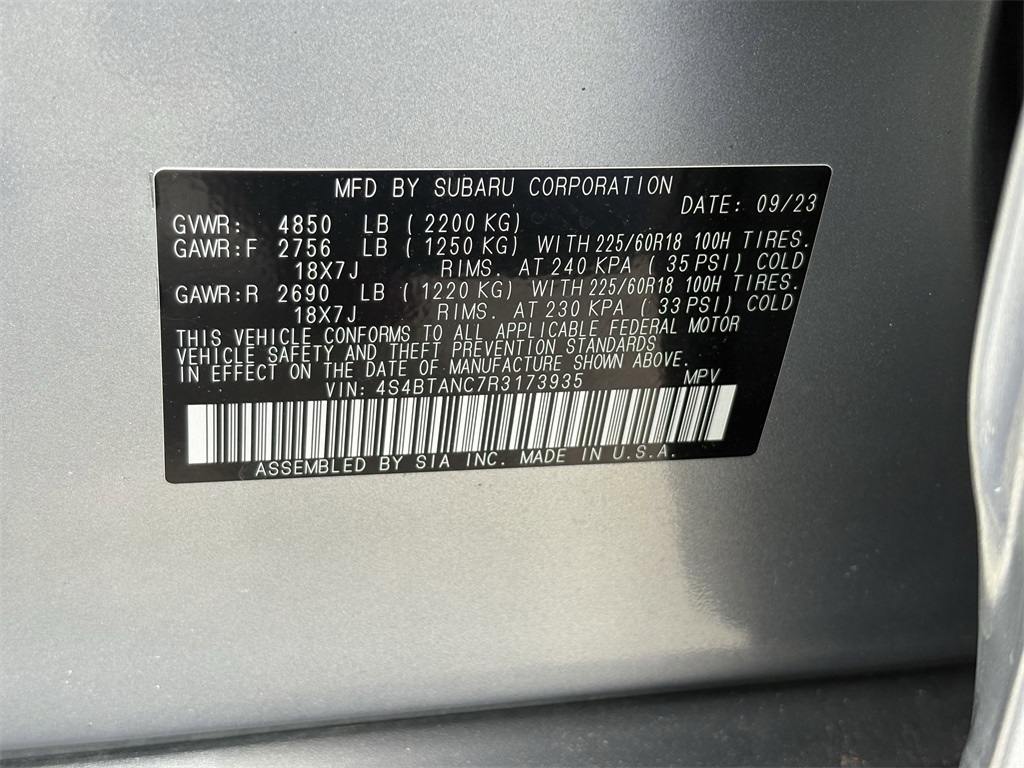 MFD BY SUBARU CORPORATION
DATE: 09/23
GVWR: 4850 LB ( 2200 KG)
GAWR:F 2756 LB ( 1250 KG) WITH 225/60R18 100H TIRES.
18X7J RIMS. AT 240 KPA ( 35 PSI) COLD
GAWR:R 2690 LB ( 1220 KG) WITH 225/60R18 100H TIRES.
18X7J RIMS. AT 230 KPA ( 33 PSI) COLD
THIS VEHICLE CONFORMS TO ALL APPLICABLE FEDERAL MOTOR
VEHICLE SAFETY AND THEFT PREVENTION STANDARDS
IN EFFECT ON THE DATE OF MANUFACTURE SHOWN ABOVE.
VIN: 4S4BTANC7R3173935 MPV
ASSEMBLED BY SIA INC. MADE IN U.S.A.